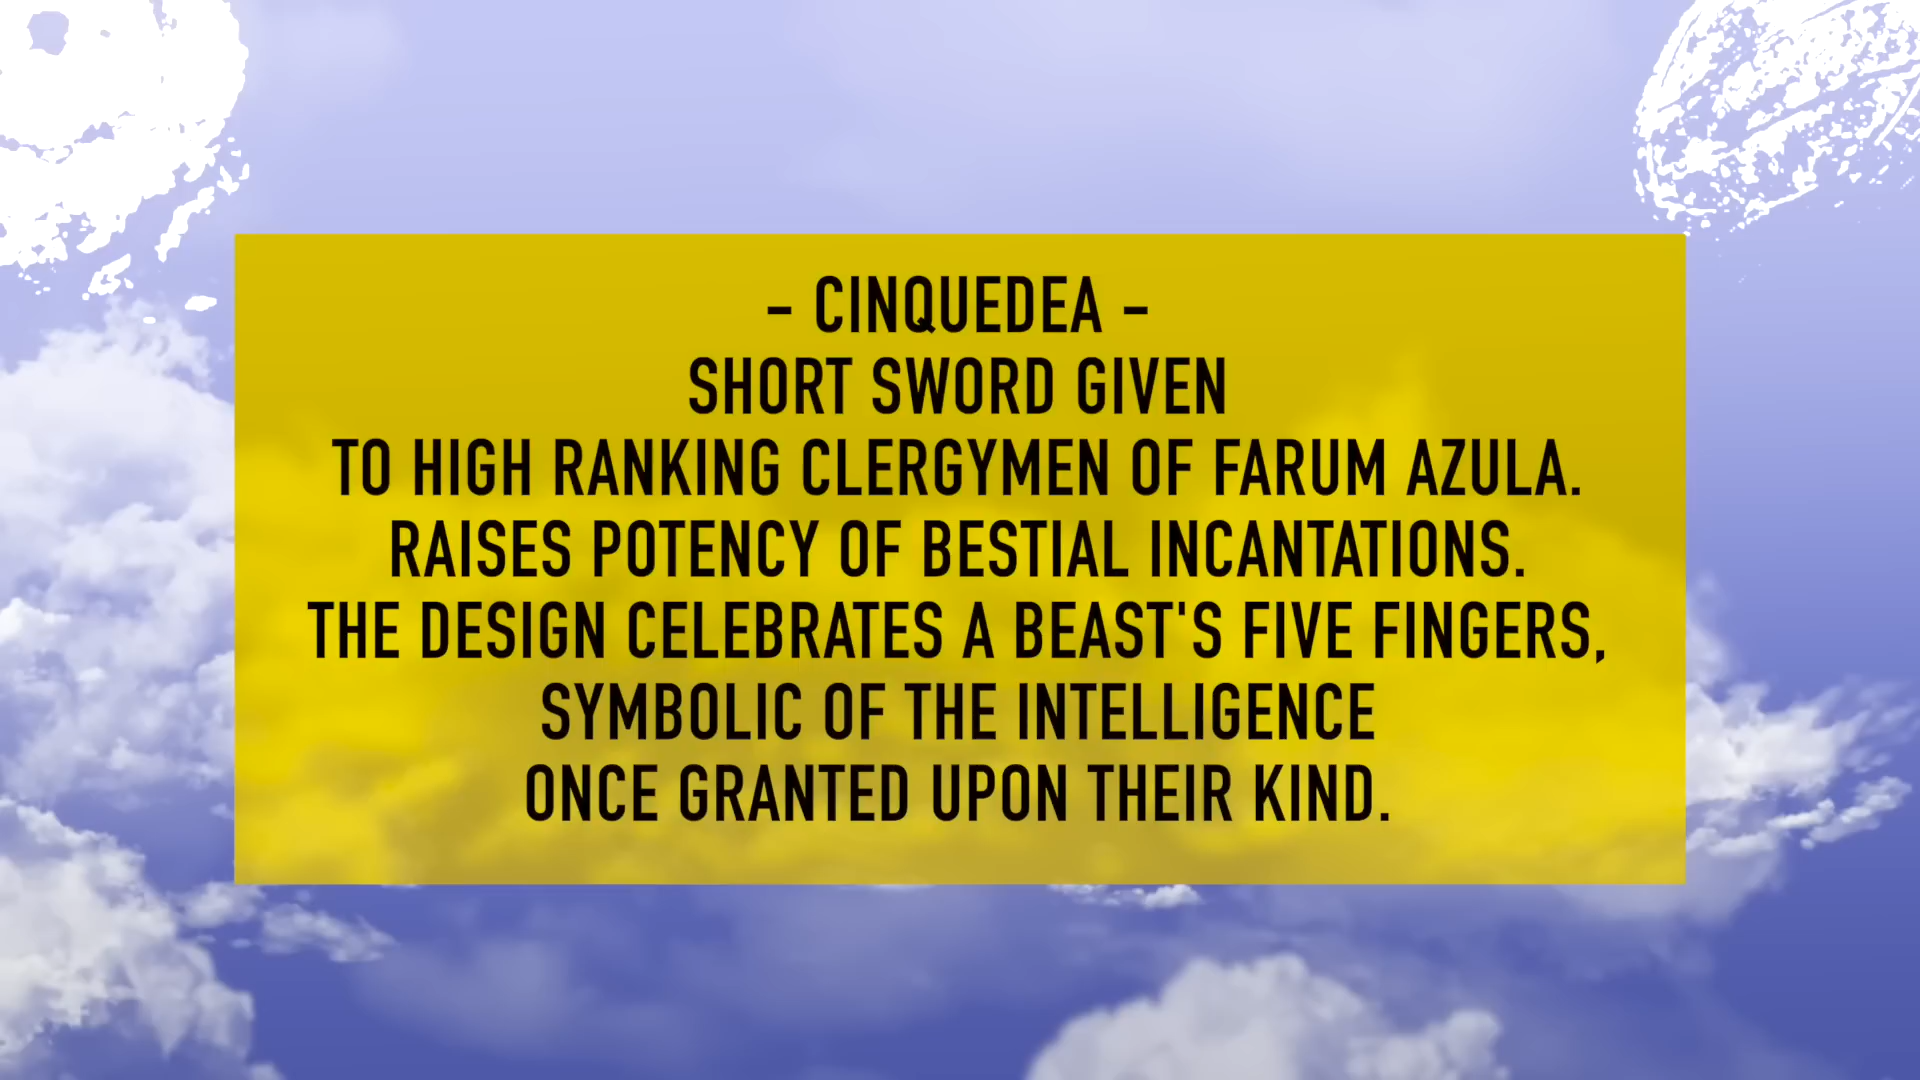 - CINQUEDEA -
SHORT SWORD GIVEN
TO HIGH RANKING CLERGYMEN OF FARUM AZULA.
RAISES POTENCY OF BESTIAL INCANTATIONS.
THE DESIGN CELEBRATES A BEAST'S FIVE FINGERS,
SYMBOLIC OF THE INTELLIGENCE
ONCE GRANTED UPON THEIR KIND.